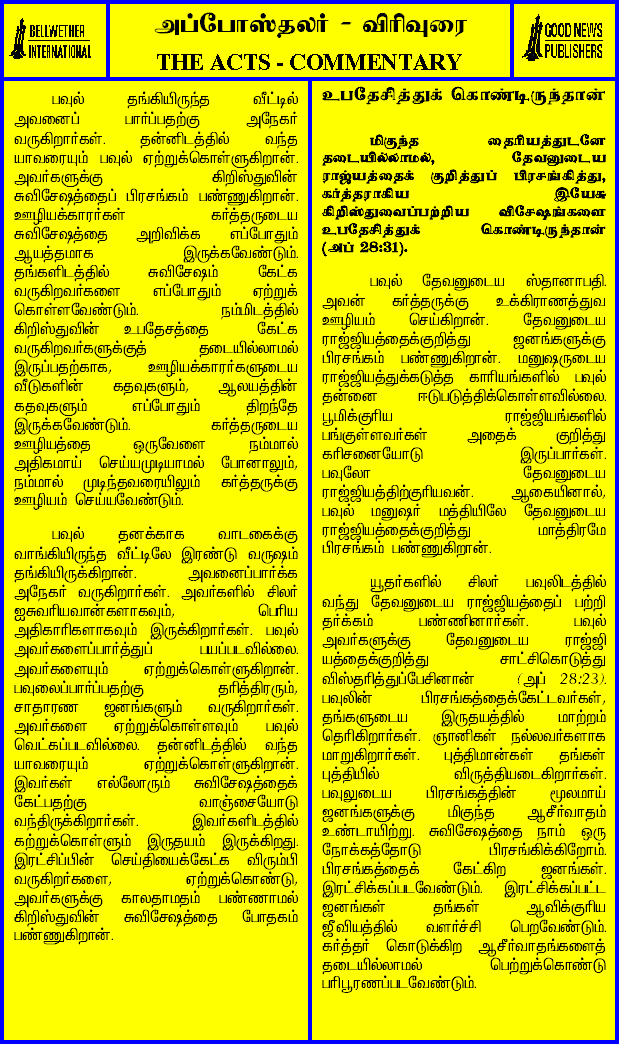 BELLWETHER
INTERNATIONAL
அப்போஸ்தலர் - விரிவுரை
THE ACTS - COMMENTARY
GOOD NEWS
PUBLISHERS
பவுல் தங்கியிருந்த வீட்டில்
அவனைப் பார்ப்பதற்கு அநேகர்
வருகிறார்கள். தன்னிடத்தில் வந்த
யாவரையும் பவுல் ஏற்றுக்கொள்ளுகிறான்.
அவர்களுக்கு கிறிஸ்துவின்
சுவிசேஷத்தைப் பிரசங்கம் பண்ணுகிறான்.
ஊழியக்காரர்கள் கர்த்தருடைய
சுவிசேஷத்தை அறிவிக்க எப்போதும்
ஆயத்தமாக இருக்கவேண்டும்.
தங்களிடத்தில் சுவிசேஷம் கேட்க
வருகிறவர்களை எப்போதும் ஏற்றுக்
கொள்ளவேண்டும். நம்மிடத்தில்
கிறிஸ்துவின் உபதேசத்தை கேட்க
வருகிறவர்களுக்குத் தடையில்லாமல்
இருப்பதற்காக, ஊழியக்காரர்களுடைய
வீடுகளின் கதவுகளும், ஆலயத்தின்
கதவுகளும் எப்போதும் திறந்தே
இருக்கவேண்டும். கர்த்தருடைய
ஊழியத்தை ஒருவேளை நம்மால்
அதிகமாய் செய்யமுடியாமல் போனாலும்,
நம்மால் முடிந்தவரையிலும் கர்த்தருக்கு
ஊழியம் செய்யவேண்டும்.
பவுல் தனக்காக வாடகைக்கு
வாங்கியிருந்த வீட்டிலே இரண்டு வருஷம்
தங்கியிருக்கிறான். அவனைப்பார்க்க
அநேகர் வருகிறார்கள். அவர்களில் சிலர்
ஐசுவரியவான்களாகவும், பெரிய
அதிகாரிகளாகவும் இருக்கிறார்கள். பவுல்
அவர்களைப்பார்த்துப் பயப்படவில்லை.
அவர்களையும் ஏற்றுக்கொள்ளுகிறான்.
பவுலைப்பார்ப்பதற்கு தரித்திரரும்,
சாதாரண ஜனங்களும் வருகிறார்கள்.
அவர்களை ஏற்றுக்கொள்ளவும் பவுல்
வெட்கப்படவில்லை. தன்னிடத்தில் வந்த
யாவரையும் ஏற்றுக்கொள்ளுகிறான்.
இவர்கள் எல்லோரும் சுவிசேஷத்தைக்
கேட்பதற்கு வாஞ்சையோடு
வந்திருக்கிறார்கள். இவர்களிடத்தில்
கற்றுக்கொள்ளும் இருதயம் இருக்கிறது.
இரட்சிப்பின் செய்தியைக்கேட்க விரும்பி
வருகிறர்களை, ஏற்றுக்கொண்டு,
அவர்களுக்கு காலதாமதம் பண்ணாமல்
கிறிஸ்துவின் சுவிசேஷத்தை போதகம்
பண்ணுகிறான்.
உபதேசித்துக் கொண்டிருந்தான்
மிகுந்த தைரியத்துடனே
தடையில்லாமல், தேவனுடைய
ராஜ்யத்தைக் குறித்துப் பிரசங்கித்து,
கர்த்தராகிய இயேசு
கிறிஸ்துவைப்பற்றிய விசேஷங்களை
உபதேசித்துக் கொண்டிருந்தான்
(அப் 28:31).
பவுல் தேவனுடைய ஸ்தானாபதி.
அவன் கர்த்தருக்கு உக்கிராணத்துவ
ஊழியம் செய்கிறான். தேவனுடைய
ராஜ்ஜியத்தைக்குறித்து ஜனங்களுக்கு
பிரசங்கம் பண்ணுகிறான். மனுஷருடைய
ராஜ்ஜியத்துக்கடுத்த காரியங்களில் பவுல்
தன்னை ஈடுபடுத்திக்கொள்ளவில்லை.
பூமிக்குரிய ராஜ்ஜியங்களில்
பங்குள்ளவர்கள் அதைக் குறித்து
கரிசனையோடு இருப்பார்கள்.
பவுலோ தேவனுடைய
ராஜ்ஜியத்திற்குரியவன். ஆகையினால்,
பவுல் மனுஷர் மத்தியிலே தேவனுடைய
ராஜ்ஜியத்தைக்குறித்து மாத்திரமே
பிரசங்கம் பண்ணுகிறான்.
யூதர்களில் சிலர் பவுலிடத்தில்
வந்து தேவனுடைய ராஜ்ஜியத்தைப் பற்றி
தர்க்கம் பண்ணினார்கள். பவுல்
அவர்களுக்கு தேவனுடைய ராஜ்ஜி
யத்தைக்குறித்து சாட்சிகொடுத்து
விஸ்தரித்துப்பேசினான் (அப் 28:23).
பவுலின் பிரசங்கத்தைக்கேட்டவர்கள்,
தங்களுடைய இருதயத்தில் மாற்றம்
தெரிகிறார்கள். ஞானிகள் நல்லவர்களாக
மாறுகிறார்கள். புத்திமான்கள் தங்கள்
புத்தியில் விருத்தியடைகிறார்கள்.
பவுலுடைய பிரசங்கத்தின் மூலமாய்
ஜனங்களுக்கு மிகுந்த ஆசீர்வாதம்
உண்டாயிற்று. சுவிசேஷத்தை நாம் ஒரு
நோக்கத்தோடு பிரசங்கிக்கிறோம்.
பிரசங்கத்தைக் கேட்கிற ஜனங்கள்.
இரட்சிக்கப்படவேண்டும். இரட்சிக்கப்பட்ட
ஜனங்கள் தங்கள் ஆவிக்குரிய
ஜீவியத்தில் வளர்ச்சி பெறவேண்டும்.
கர்த்தர் கொடுக்கிற ஆசீர்வாதங்களைத்
தடையில்லாமல் பெற்றுக்கொண்டு
பரிபூரணப்படவேண்டும்.